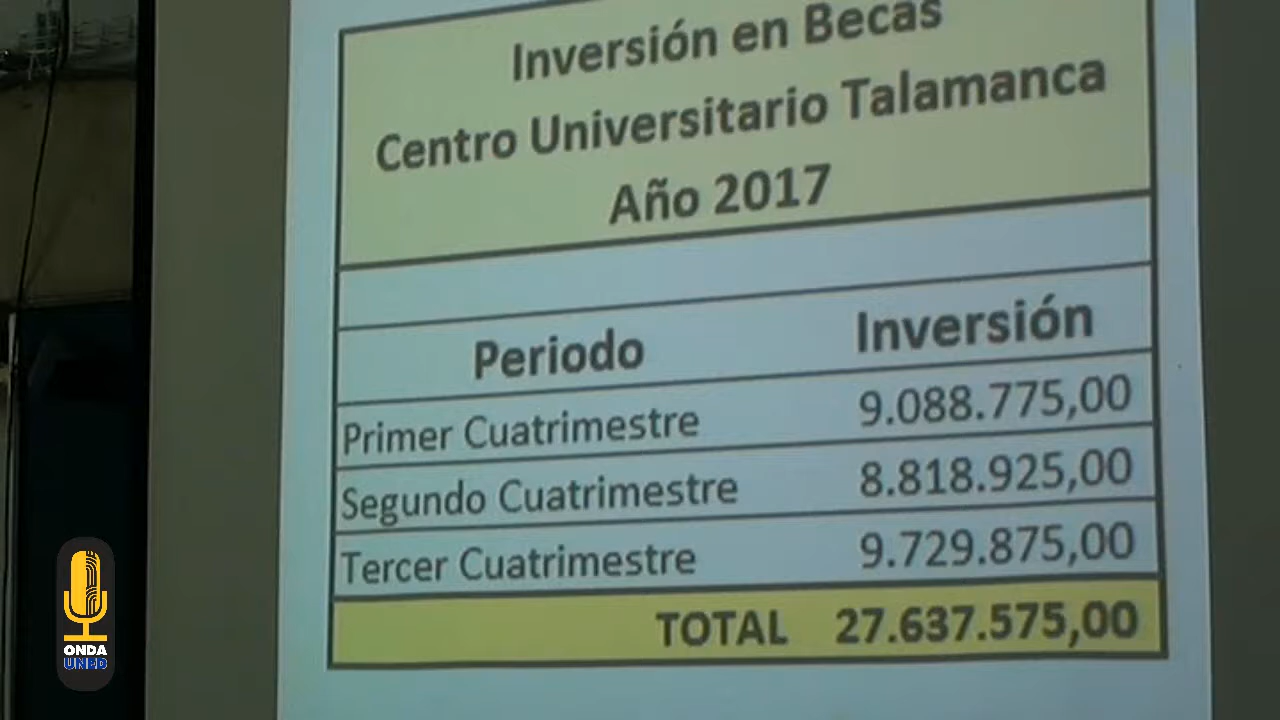 Inversión en Becas
Centro Universitario Talamanca
Año 2017
Periodo Inversión
Primer Cuatrimestre 9.088.775,00
Segundo Cuatrimestre 8.818.925,00
Tercer Cuatrimestre 9.729.875,00
TOTAL 27.637.575,00
ONDA
UNED